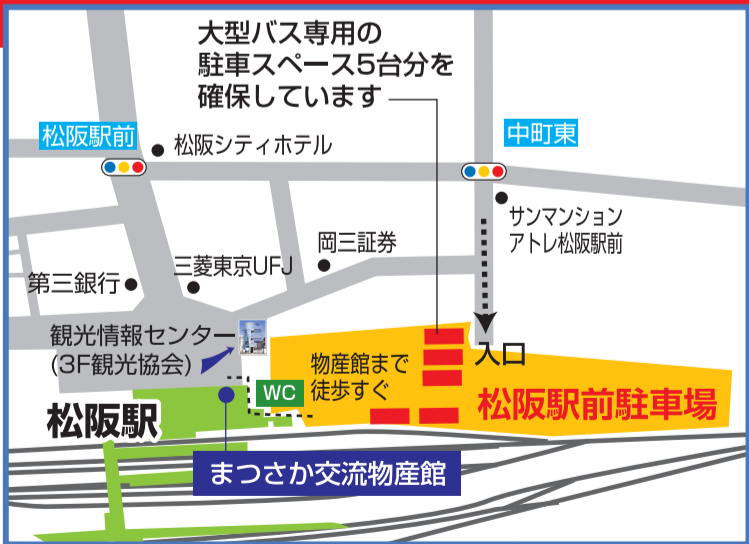 大型バス専用の
駐車スペース5台分を
確保しています
松阪駅前
中町東
松阪シティホテル
サンマンション
アトレ松阪駅前
岡三証券
三菱東京UFJ
第三銀行
観光情報センター
(3F観光協会)
物産館まで
徒歩すぐ
入口
WC
松阪駅前駐車場
松阪駅
まつさか交流物産館